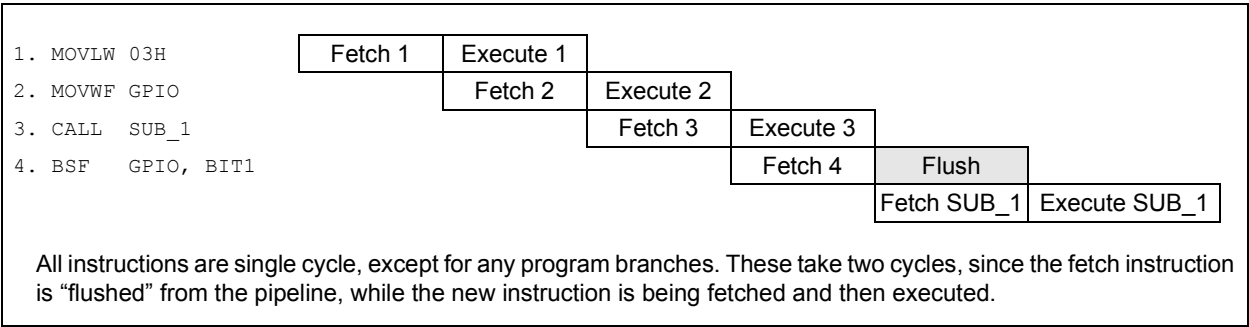 1. MOVLW 03H Fetch 1 Execute 1
2. MOVWF GPIO Fetch 2 Execute 2
3. CALL SUB_1 Fetch 3 Execute 3
4. BSF GPIO, BIT1 Fetch 4 Flush
Fetch SUB_1 Execute SUB_1
All instructions are single cycle, except for any program branches. These take two cycles, since the fetch instruction
is “flushed” from the pipeline, while the new instruction is being fetched and then executed.